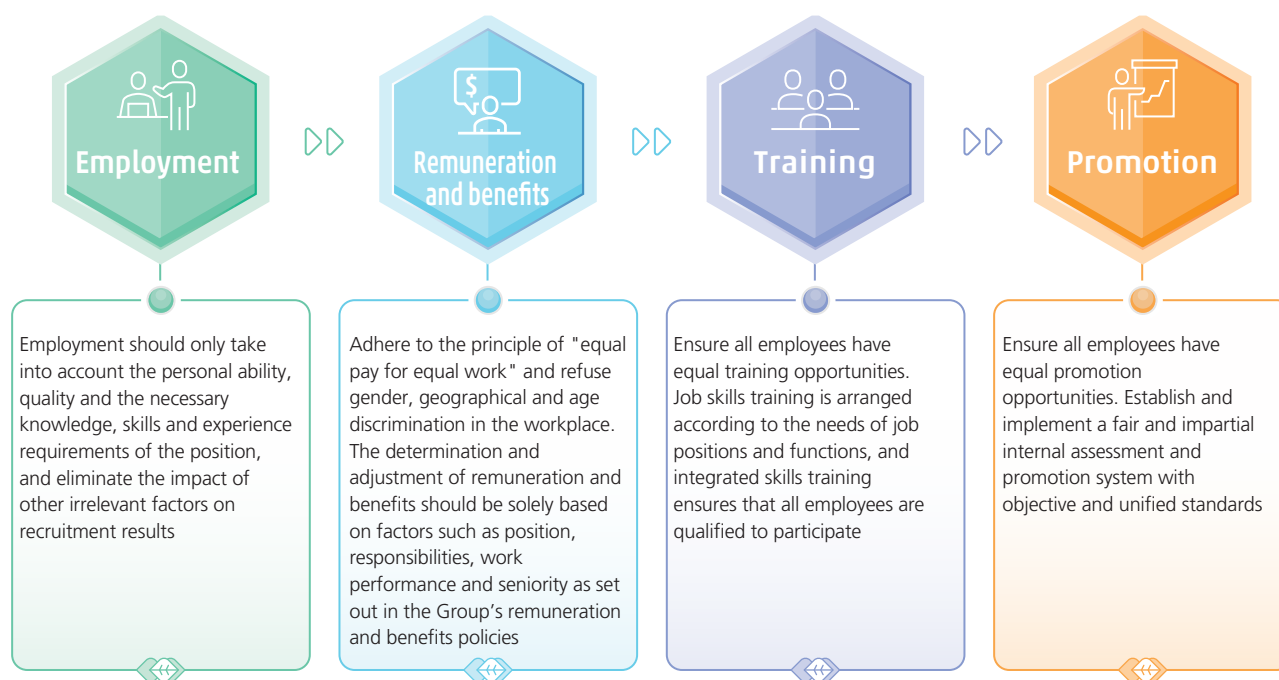 Employment
Remuneration
and benefits
Training
Promotion
Employment should only take
into account the personal ability,
quality and the necessary
knowledge, skills and experience
requirements of the position,
and eliminate the impact of
other irrelevant factors on
recruitment results
Adhere to the principle of "equal
pay for equal work" and refuse
gender, geographical and age
discrimination in the workplace.
The determination and
adjustment of remuneration and
benefits should be solely based
on factors such as position,
responsibilities, work
performance and seniority as set
out in the Group’s remuneration
and benefits policies
Ensure all employees have
equal training opportunities.
Job skills training is arranged
according to the needs of job
positions and functions, and
integrated skills training
ensures that all employees are
qualified to participate
Ensure all employees have
equal promotion
opportunities. Establish and
implement a fair and impartial
internal assessment and
promotion system with
objective and unified standards